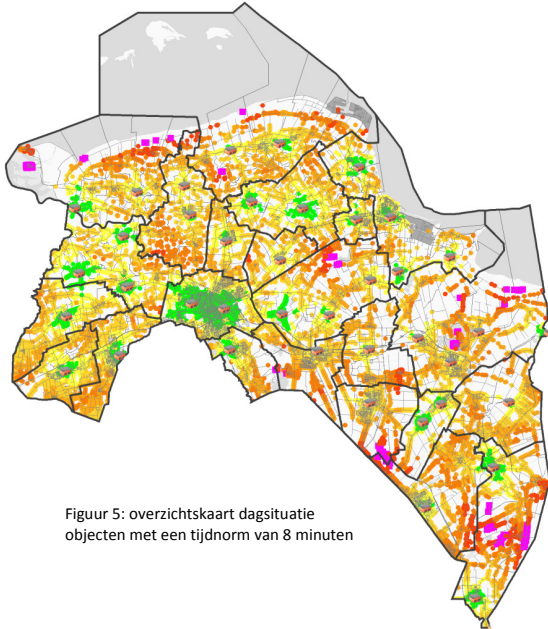 Figuur 5: overzichtskaart dagsituatie
objecten met een tijdnorm van 8 minuten